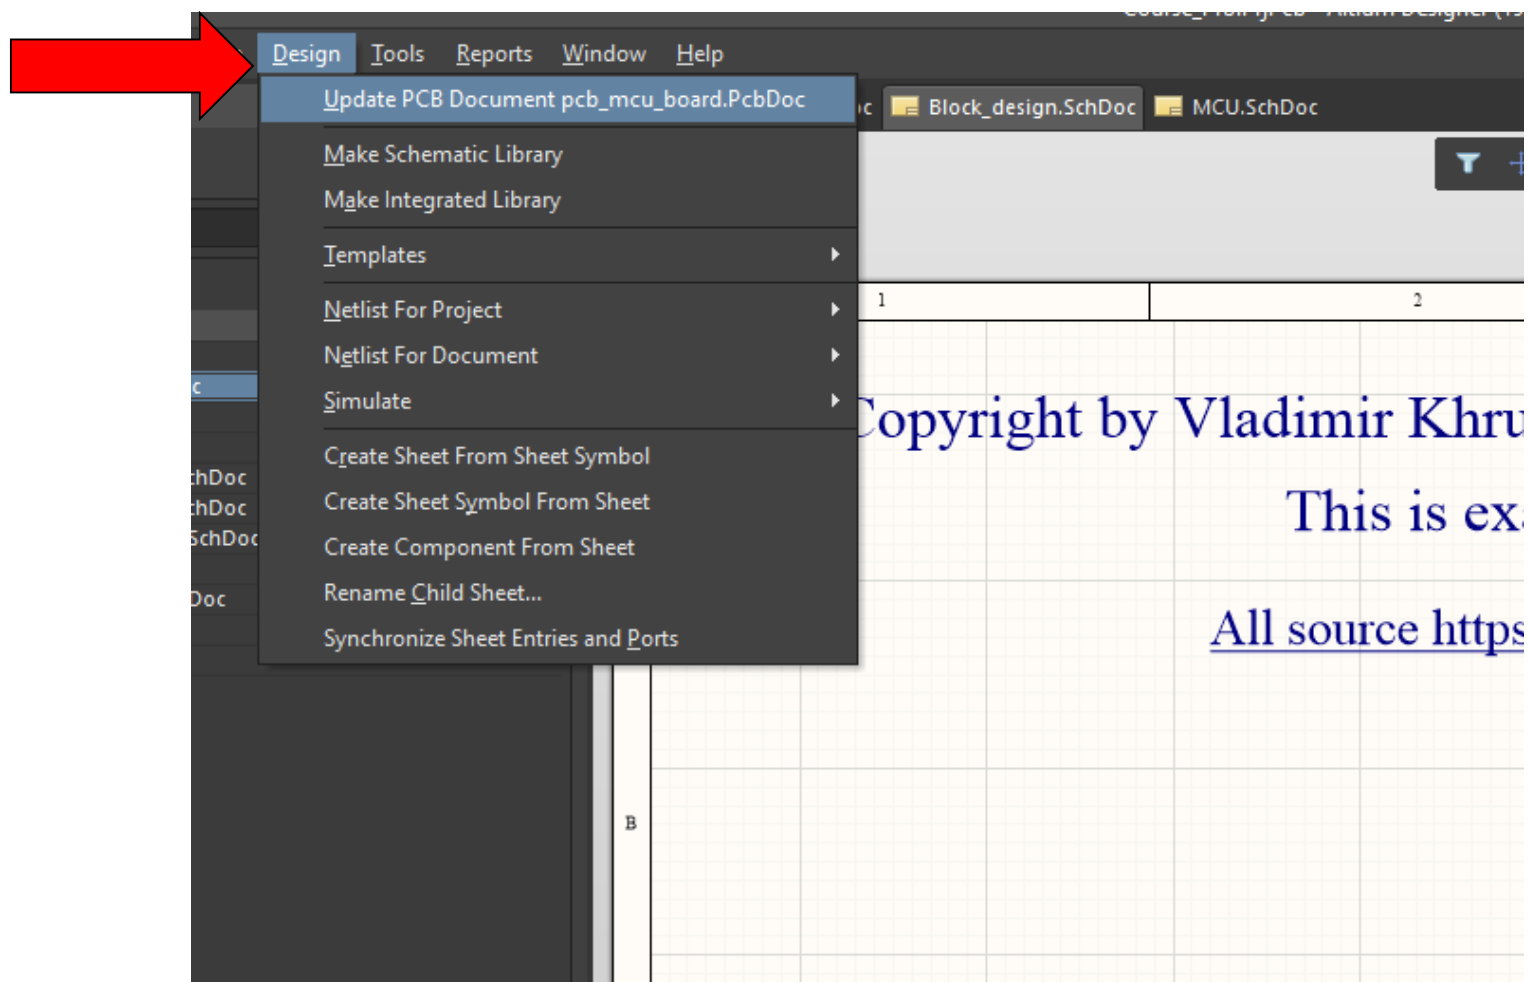 Design Tools Reports Window Help
Update PCB Document pcb_mcu_board.PcbDoc
Block_design.SchDoc MCU.SchDoc
Make Schematic Library
Make Integrated Library
Templates
Netlist For Project
1 2
Netlist For Document
Simulate
Copyright by Vladimir
Create Sheet From Sheet Symbol
Create Sheet Symbol From Sheet
This is
Create Component From Sheet
Rename Child Sheet...
All source https
Synchronize Sheet Entries and Ports
B